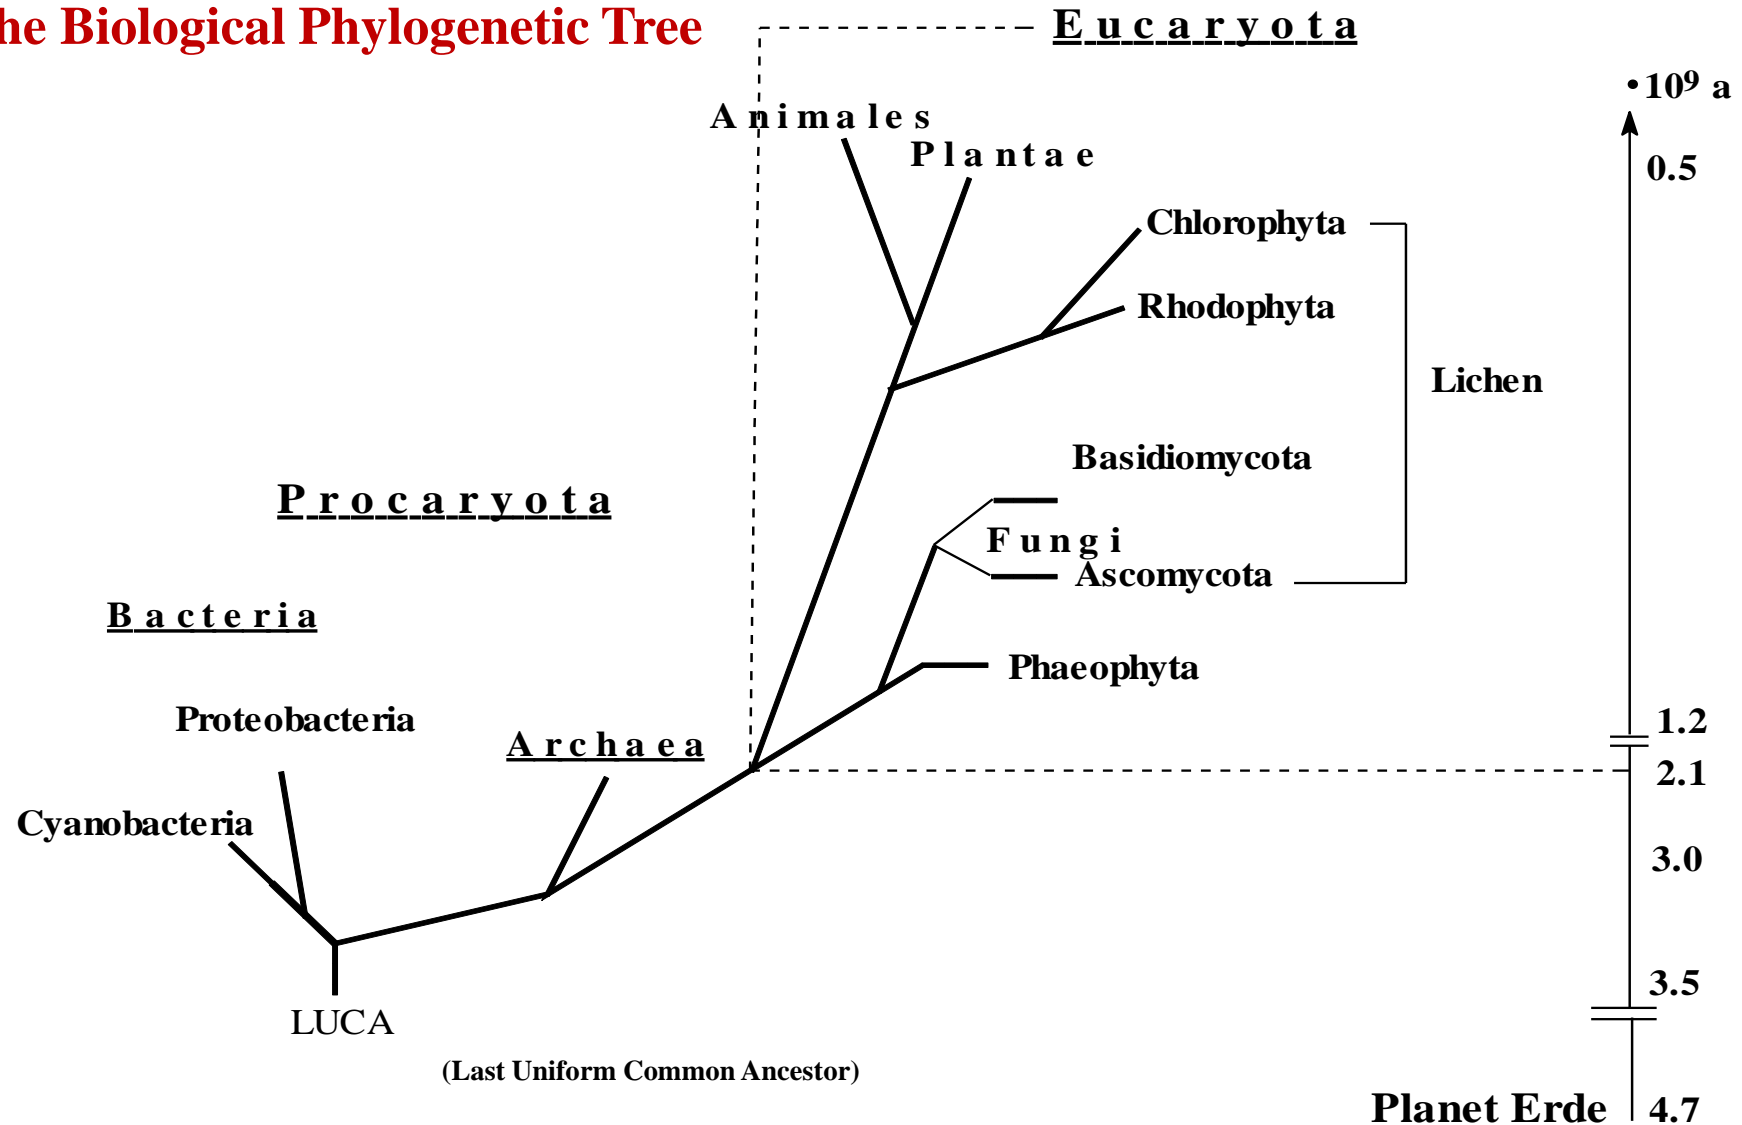 he Biological Phylogenetic Tree
Eucaryota
•10⁹ a
Animales
Plantae
0.5
Chlorophyta
Rhodophyta
Lichen
Basidiomycota
Procaryota
Fungi
Ascomycota
Bacteria
Phaeophyta
Proteobacteria
1.2
Archaea
2.1
Cyanobacteria
3.0
3.5
LUCA
(Last Uniform Common Ancestor)
Planet Erde 4.7